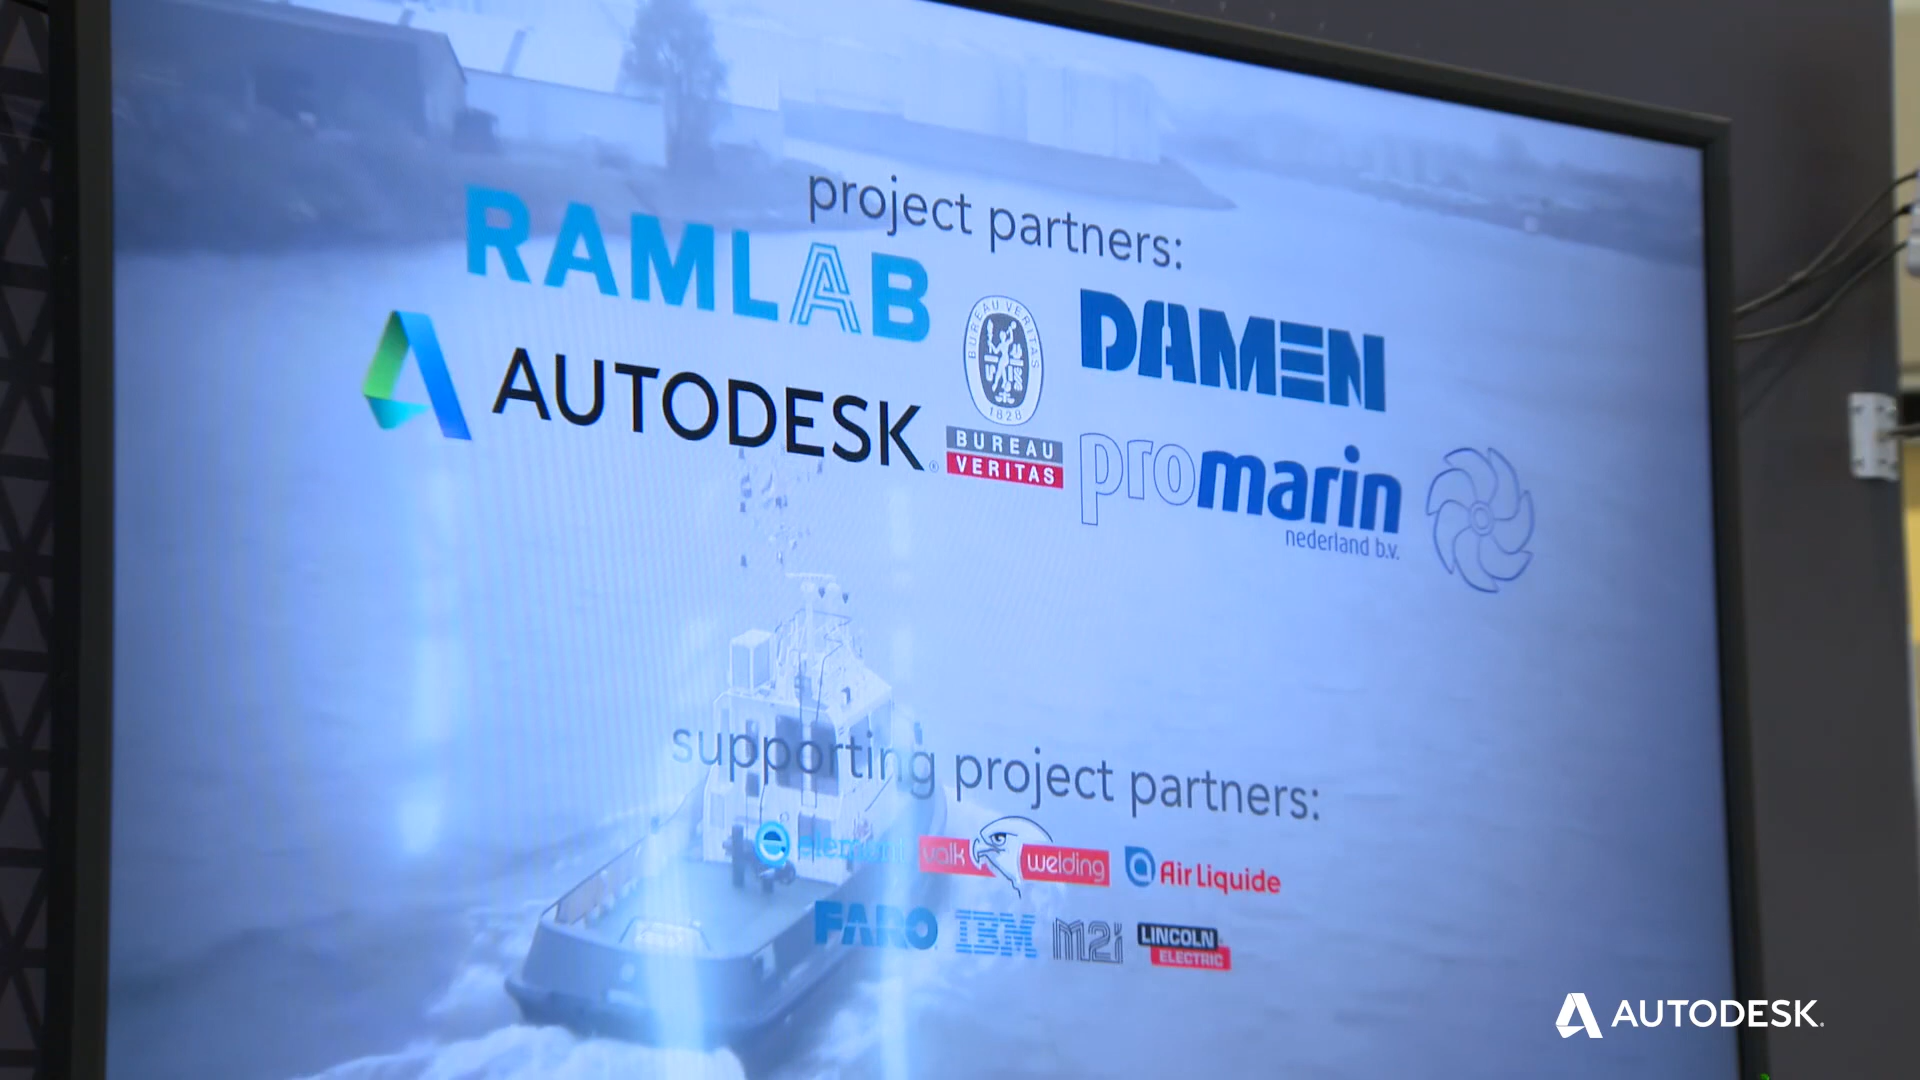 project partners:
RAMLAB
AUTODESK®
BUREAU VERITAS
1828
BUREAU
VERITAS
DAMEN
promarin
nederland b.v.
supporting project partners:
element
valk welding
Air Liquide
FARO
IBM
M2i
LINCOLN
ELECTRIC
AUTODESK.